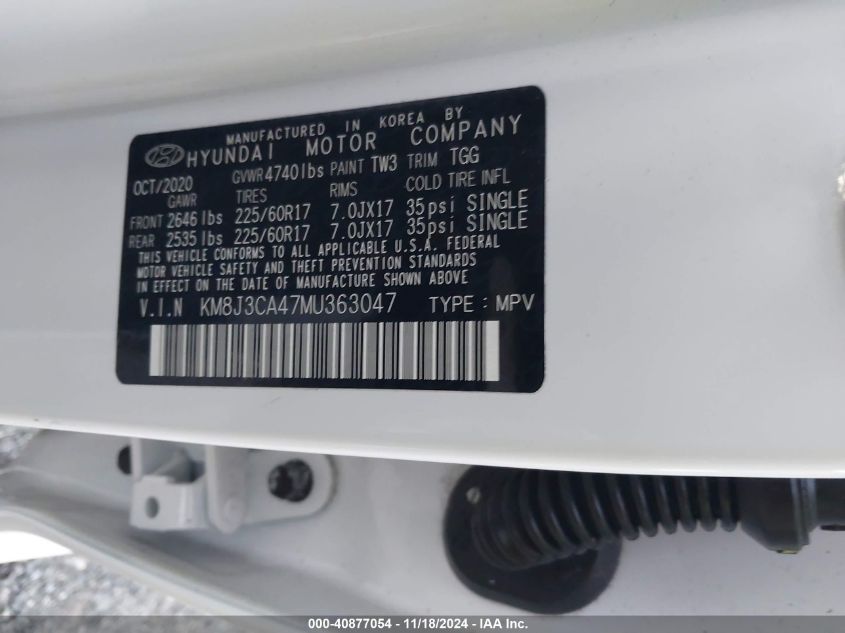 MANUFACTURED IN KOREA BY
HYUNDAI MOTOR COMPANY
OCT/2020 GVWR 4740 lbs PAINT TW3 TRIM TGG
GAWR TIRES RIMS COLD TIRE INFL
FRONT 2646 lbs 225/60R17 7.0JX17 35psi SINGLE
REAR 2535 lbs 225/60R17 7.0JX17 35psi SINGLE
THIS VEHICLE CONFORMS TO ALL APPLICABLE U.S.A. FEDERAL
MOTOR VEHICLE SAFETY AND THEFT PREVENTION STANDARDS
IN EFFECT ON THE DATE OF MANUFACTURE SHOWN ABOVE
V.I.N KM8J3CA47MU363047 TYPE : MPV
000-40877054 - 11/18/2024 - IAA Inc.